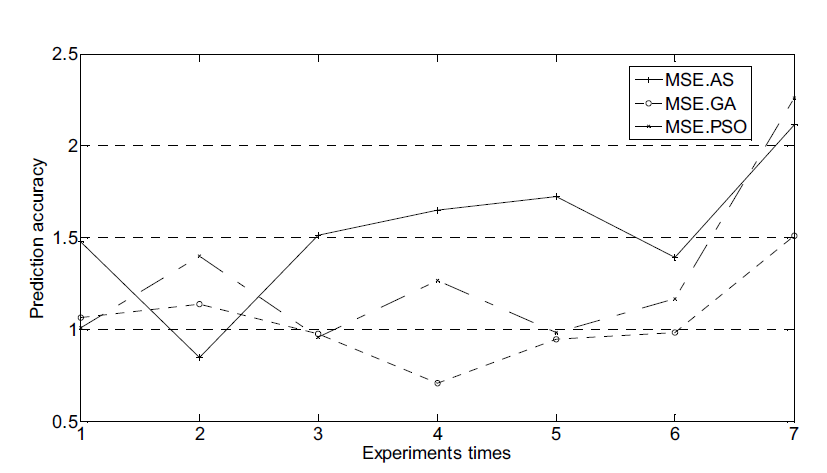 2.5
2
1.5
1
0.5
Prediction accuracy
MSE.AS
MSE.GA
MSE.PSO
1 2 3 4 5 6 7
Experiments times